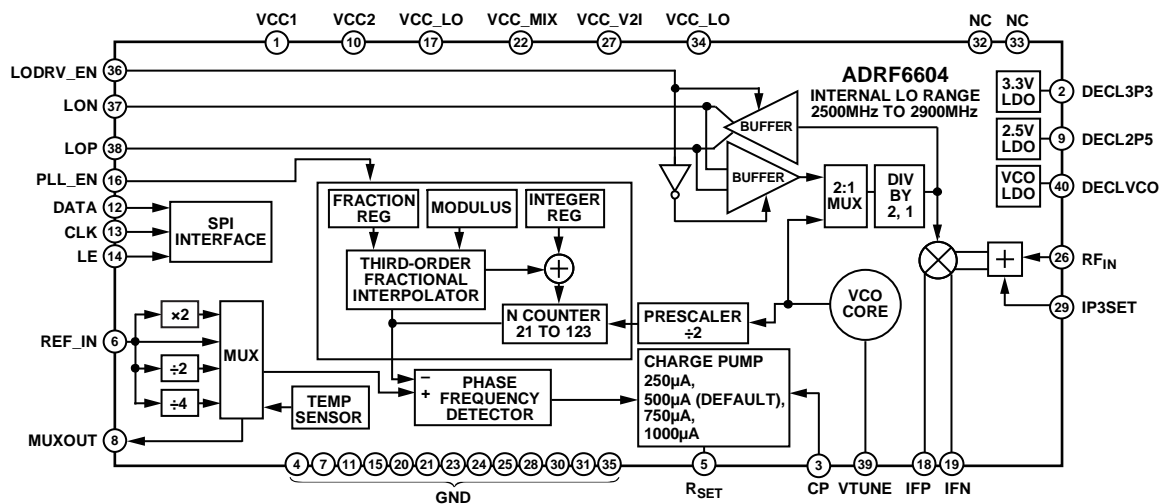 VCC1 VCC2 VCC_LO VCC_MIX VCC_V2I VCC_LO NC NC
1 10 17 22 27 34 32 33
LODRV_EN 36
LON 37
LOP 38
PLL_EN 16
DATA 12
CLK 13
LE 14
SPI
INTERFACE
BUFFER
BUFFER
ADRF6604
INTERNAL LO RANGE
2500MHz TO 2900MHz
3.3V
LDO
2 DECL3P3
2.5V
LDO
9 DECL2P5
VCO
LDO
40 DECLVCO
2:1
MUX
DIV
BY
2, 1
FRACTION
REG
MODULUS
INTEGER
REG
THIRD-ORDER
FRACTIONAL
INTERPOLATOR
+
N COUNTER
21 TO 123
PRESCALER
÷2
VCO
CORE
+
26 RFIN
29 IP3SET
REF_IN 6
×2
÷2
÷4
MUX
TEMP
SENSOR
MUXOUT 8
–
+
PHASE
FREQUENCY
DETECTOR
CHARGE PUMP
250µA,
500µA (DEFAULT),
750µA,
1000µA
4 7 11 15 20 21 23 24 25 28 30 31 35
GND
5 3 39 18 19
RSET CP VTUNE IFP IFN